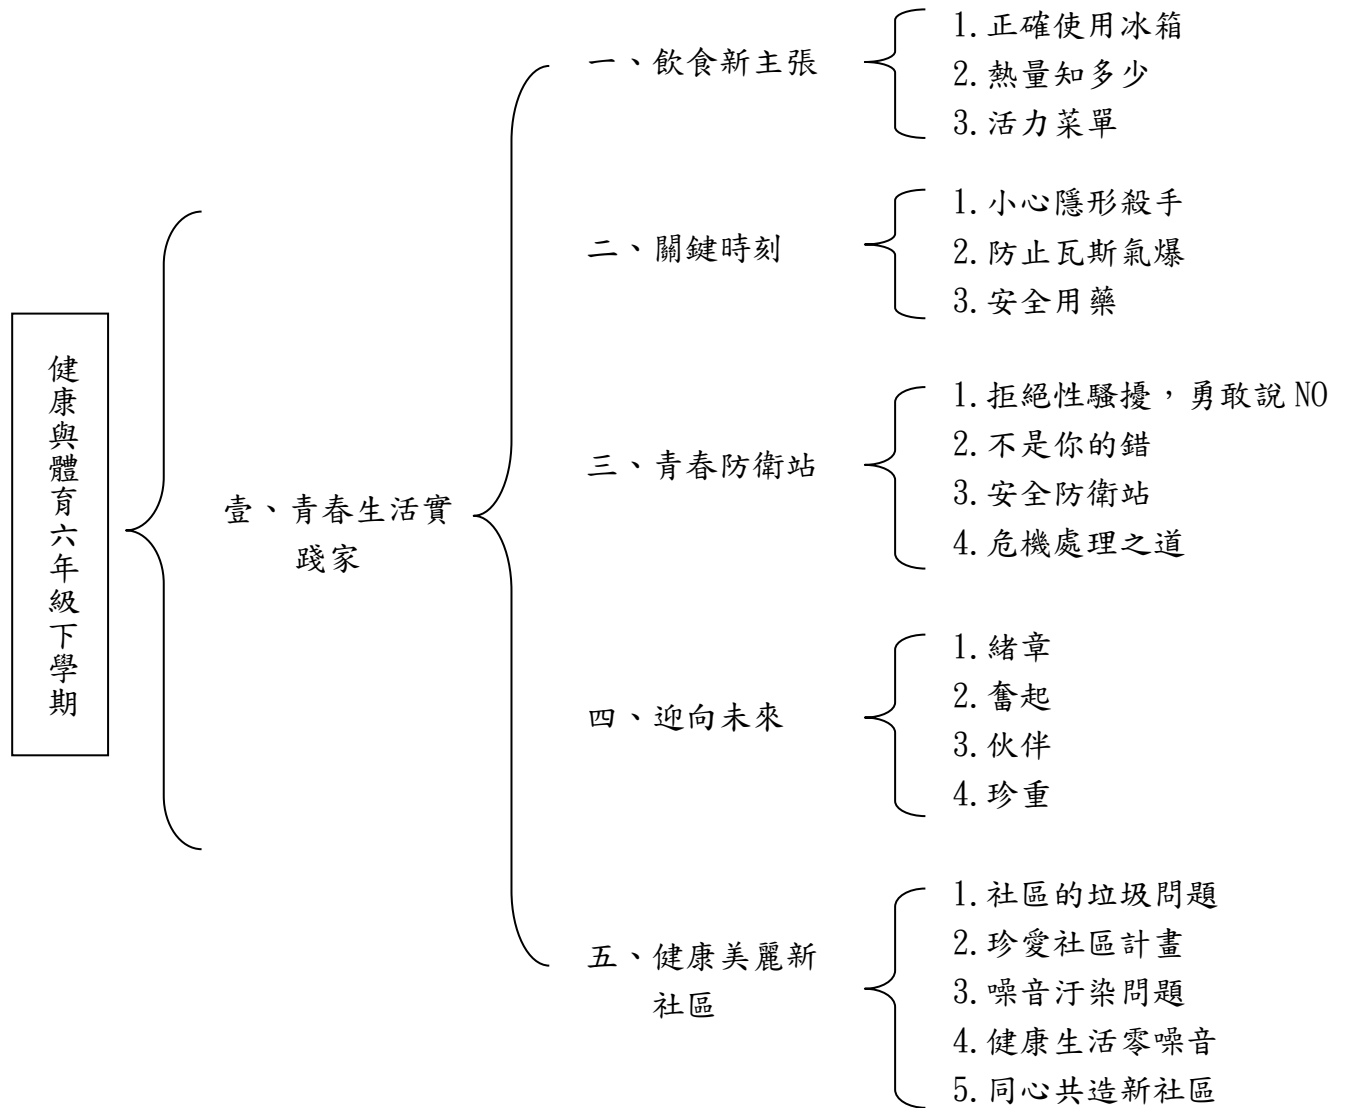 健康與體育六年級下學期
壹、青春生活實
踐家
一、飲食新主張
1.正確使用冰箱
2.熱量知多少
3.活力菜單
二、關鍵時刻
1.小心隱形殺手
2.防止瓦斯氣爆
3.安全用藥
三、青春防衛站
1.拒絕性騷擾，勇敢說 NO
2.不是你的錯
3.安全防衛站
4.危機處理之道
四、迎向未來
1.緒章
2.奮起
3.伙伴
4.珍重
五、健康美麗新
社區
1.社區的垃圾問題
2.珍愛社區計畫
3.噪音汙染問題
4.健康生活零噪音
5.同心共造新社區